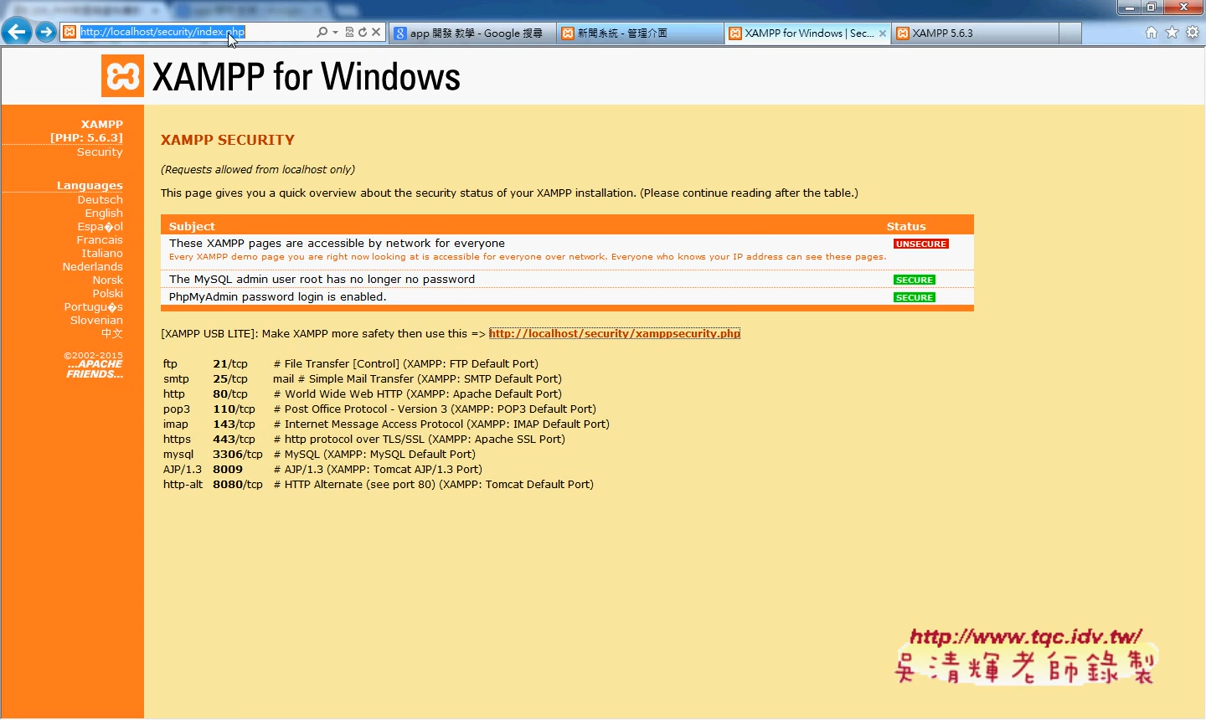 http://localhost/security/index.php
app 開發 教學 - Google 搜尋
新聞系統 - 管理介面
XAMPP for Windows | Sec...
XAMPP 5.6.3
XAMPP for Windows
XAMPP
[PHP: 5.6.3]
Security
Languages
Deutsch
English
Espa�ol
Francais
Italiano
Nederlands
Norsk
Polski
Portugu�s
Slovenian
中文
©2002-2015
...APACHE
FRIENDS...
XAMPP SECURITY
(Requests allowed from localhost only)
This page gives you a quick overview about the security status of your XAMPP installation. (Please continue reading after the table.)
Subject Status
These XAMPP pages are accessible by network for everyone UNSECURE
Every XAMPP demo page you are right now looking at is accessible for everyone over network. Everyone who knows your IP address can see these pages.
The MySQL admin user root has no longer no password SECURE
PhpMyAdmin password login is enabled. SECURE
[XAMPP USB LITE]: Make XAMPP more safety then use this => http://localhost/security/xamppsecurity.php
ftp 21/tcp # File Transfer [Control] (XAMPP: FTP Default Port)
smtp 25/tcp mail # Simple Mail Transfer (XAMPP: SMTP Default Port)
http 80/tcp # World Wide Web HTTP (XAMPP: Apache Default Port)
pop3 110/tcp # Post Office Protocol - Version 3 (XAMPP: POP3 Default Port)
imap 143/tcp # Internet Message Access Protocol (XAMPP: IMAP Default Port)
https 443/tcp # http protocol over TLS/SSL (XAMPP: Apache SSL Port)
mysql 3306/tcp # MySQL (XAMPP: MySQL Default Port)
AJP/1.3 8009 # AJP/1.3 (XAMPP: Tomcat AJP/1.3 Port)
http-alt 8080/tcp # HTTP Alternate (see port 80) (XAMPP: Tomcat Default Port)
http://www.tqc.idv.tw/
吳清輝老師錄製